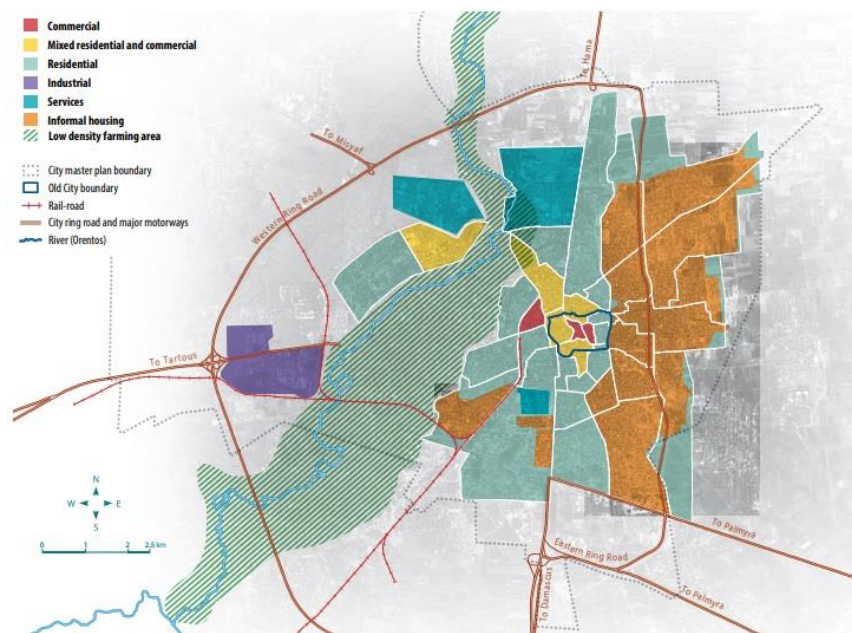 Commercial
Mixed residential and commercial
Residential
Industrial
Services
Informal housing
Low density farming area
City master plan boundary
Old City boundary
Rail-road
City ring road and major motorways
River (Orentos)
To Hama
To Misyaf
Western Ring Road
To Tartous
N
W E
S
0 1 2 2,5 km
To Palmyra
Eastern Ring Road
To Damascus
To Palmyra